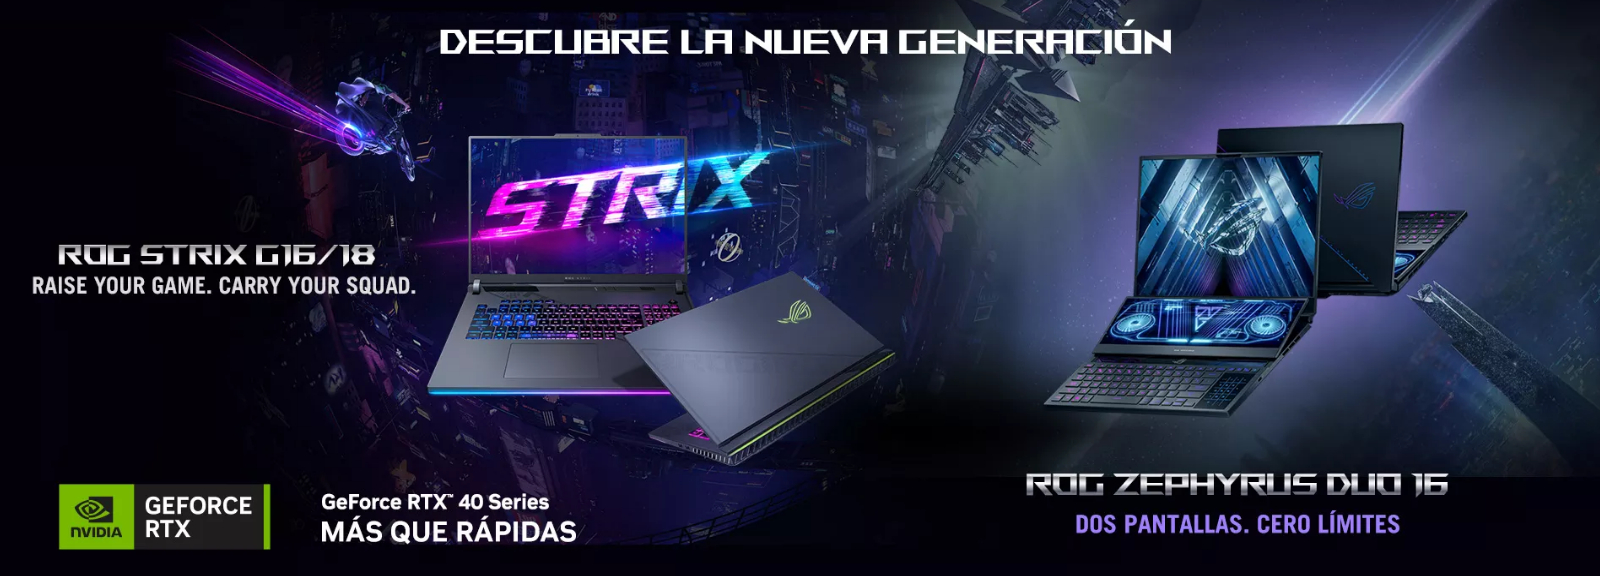 DESCUBRE LA NUEVA GENERACIÓN
STRIX
ROG STRIX G16/18
RAISE YOUR GAME. CARRY YOUR SQUAD.
NVIDIA
GEFORCE
RTX
GeForce RTX™ 40 Series
MÁS QUE RÁPIDAS
ROG ZEPHYRUS DUO 16
DOS PANTALLAS. CERO LÍMITES